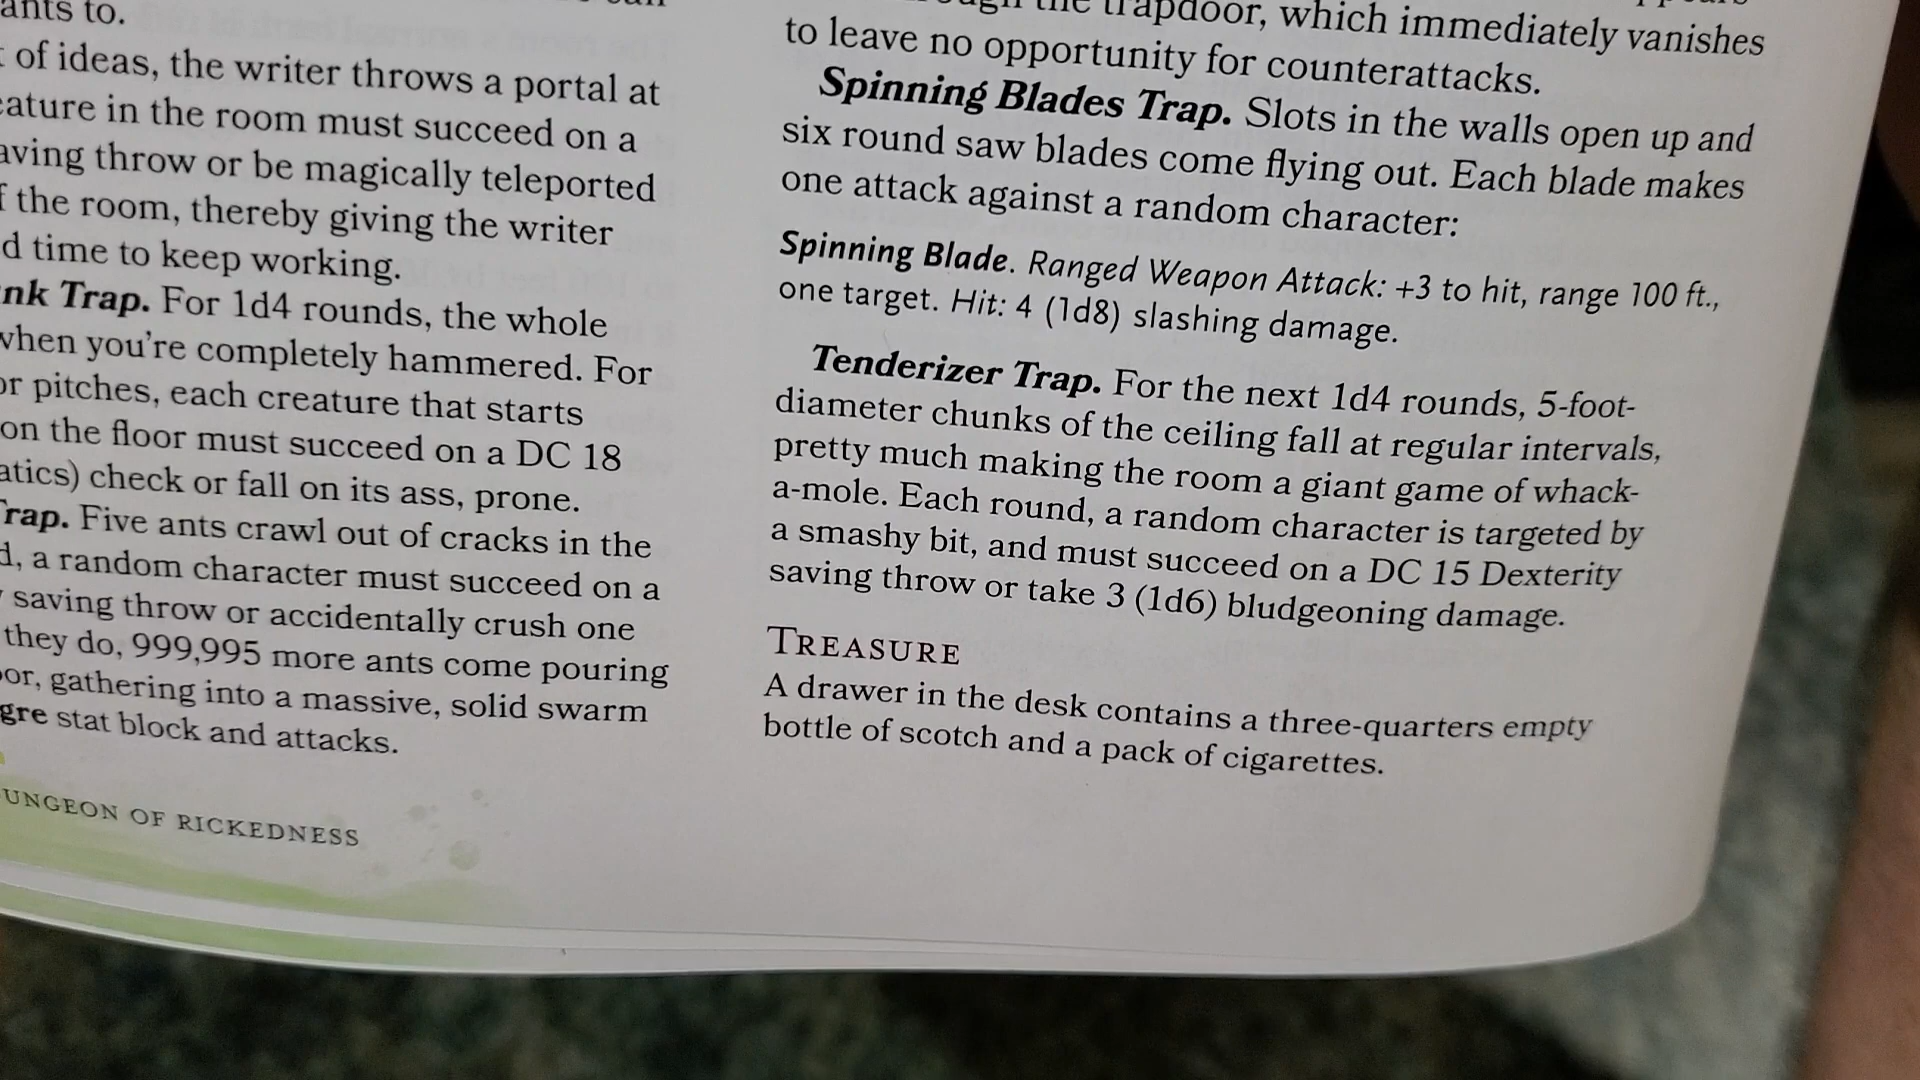 ants to.
of ideas, the writer throws a portal at
in the room must succeed on a
throw or be magically teleported
the room, thereby giving the writer
time to keep working.
Trap. For 1d4 rounds, the whole
when you're completely hammered. For
or pitches, each creature that starts
on the floor must succeed on a DC 18
check or fall on its ass, prone.
Trap. Five ants crawl out of cracks in the
a random character must succeed on a
saving throw or accidentally crush one
they do, 999,995 more ants come pouring
gathering into a massive, solid swarm
stat block and attacks.
UNGEON OF RICKEDNESS
the trapdoor, which immediately vanishes
to leave no opportunity for counterattacks.
Spinning Blades Trap. Slots in the walls open up and
six round saw blades come flying out. Each blade makes
one attack against a random character:
Spinning Blade. Ranged Weapon Attack: +3 to hit, range 100 ft.,
one target. Hit: 4 (1d8) slashing damage.
Tenderizer Trap. For the next 1d4 rounds, 5-foot-
diameter chunks of the ceiling fall at regular intervals,
pretty much making the room a giant game of whack-
a-mole. Each round, a random character is targeted by
a smashy bit, and must succeed on a DC 15 Dexterity
saving throw or take 3 (1d6) bludgeoning damage.
TREASURE
A drawer in the desk contains a three-quarters empty
bottle of scotch and a pack of cigarettes.